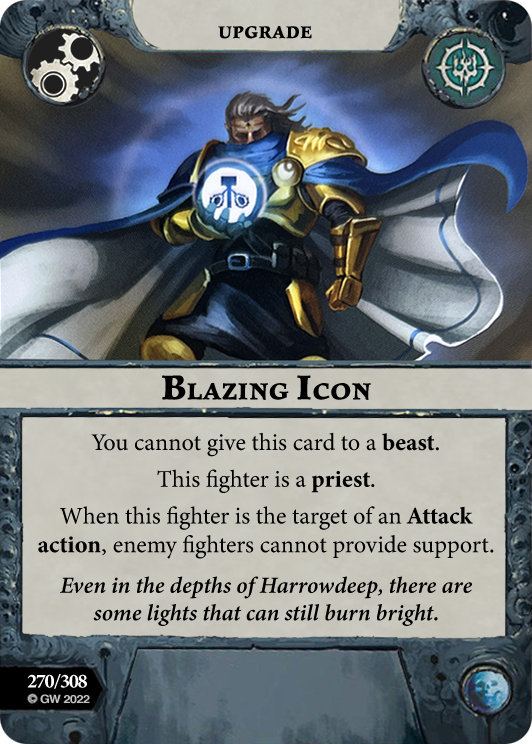 UPGRADE
BLAZING ICON
You cannot give this card to a beast.
This fighter is a priest.
When this fighter is the target of an Attack
action, enemy fighters cannot provide support.
Even in the depths of Harrowdeep, there are
some lights that can still burn bright.
270/308
© GW 2022